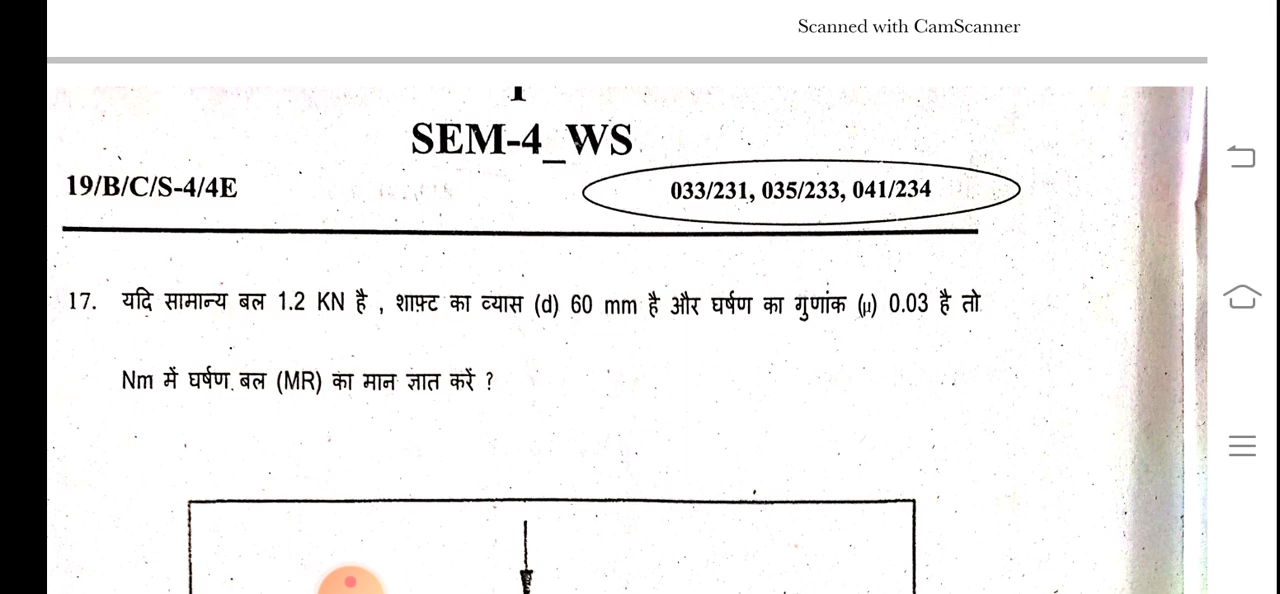 Scanned with CamScanner
SEM-4_WS
19/B/C/S-4/4E
033/231, 035/233, 041/234
17. यदि सामान्य बल 1.2 KN है , शाफ़्ट का व्यास (d) 60 mm है और घर्षण का गुणांक (μ) 0.03 है तो
Nm में घर्षण बल (MR) का मान ज्ञात करें ?